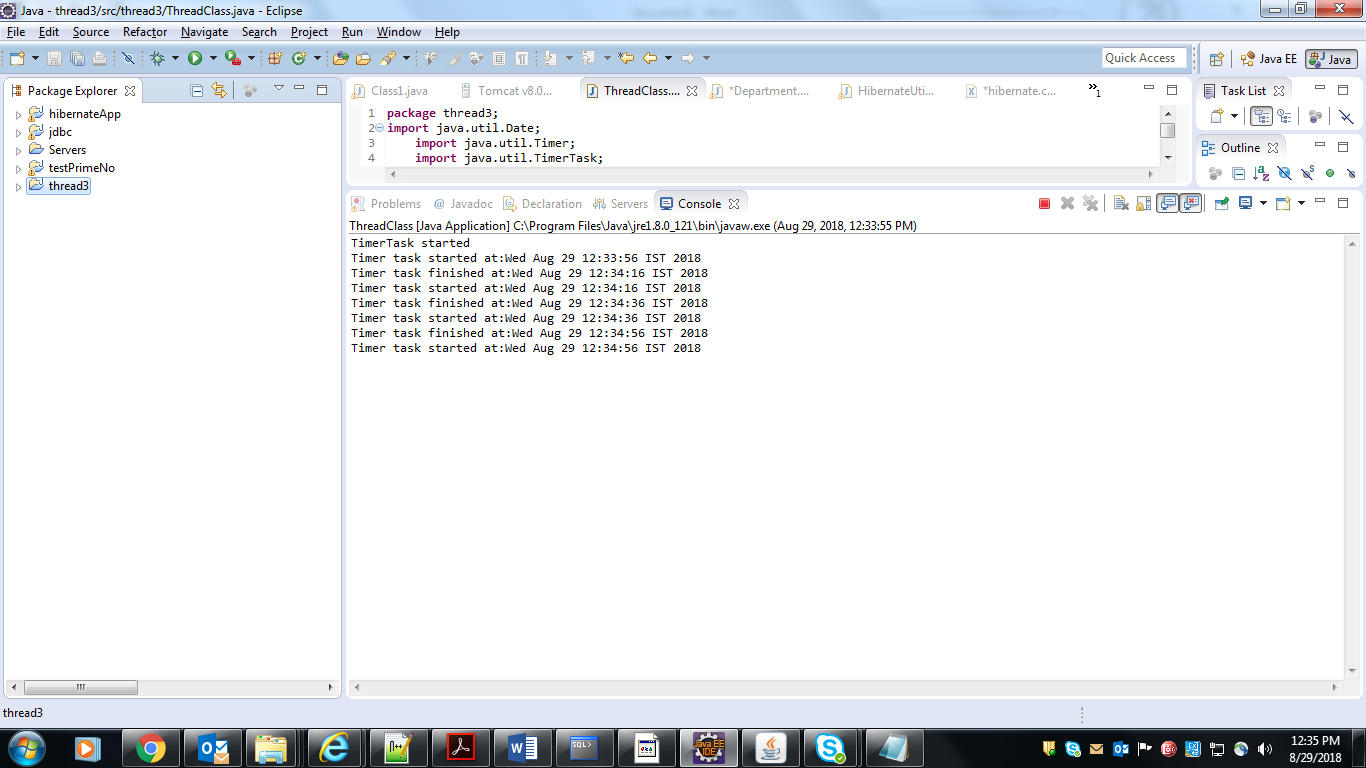 Java - thread3/src/thread3/ThreadClass.java - Eclipse
File Edit Source Refactor Navigate Search Project Run Window Help
Quick Access
Java EE
Java
Package Explorer
hibernateApp
jdbc
Servers
testPrimeNo
thread3
Class1.java
Tomcat v8.0...
ThreadClass....
*Department....
HibernateUti...
*hibernate.c...
»1
1 package thread3;
2 import java.util.Date;
3 import java.util.Timer;
4 import java.util.TimerTask;
Task List
Outline
Problems @ Javadoc Declaration Servers Console
ThreadClass [Java Application] C:\Program Files\Java\jre1.8.0_121\bin\javaw.exe (Aug 29, 2018, 12:33:55 PM)
TimerTask started
Timer task started at:Wed Aug 29 12:33:56 IST 2018
Timer task finished at:Wed Aug 29 12:34:16 IST 2018
Timer task started at:Wed Aug 29 12:34:16 IST 2018
Timer task finished at:Wed Aug 29 12:34:36 IST 2018
Timer task started at:Wed Aug 29 12:34:36 IST 2018
Timer task finished at:Wed Aug 29 12:34:56 IST 2018
Timer task started at:Wed Aug 29 12:34:56 IST 2018
thread3
SQL>
Java EE
IDE
12:35 PM
8/29/2018